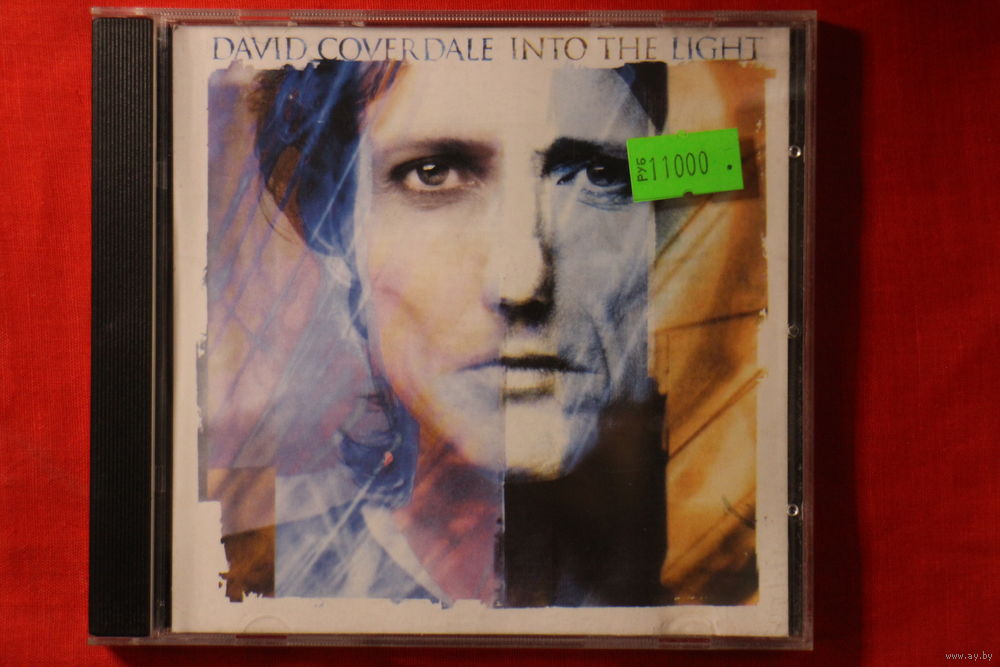 DAVID COVERDALE INTO THE LIGHT
РУБ 11000
www.ay.by